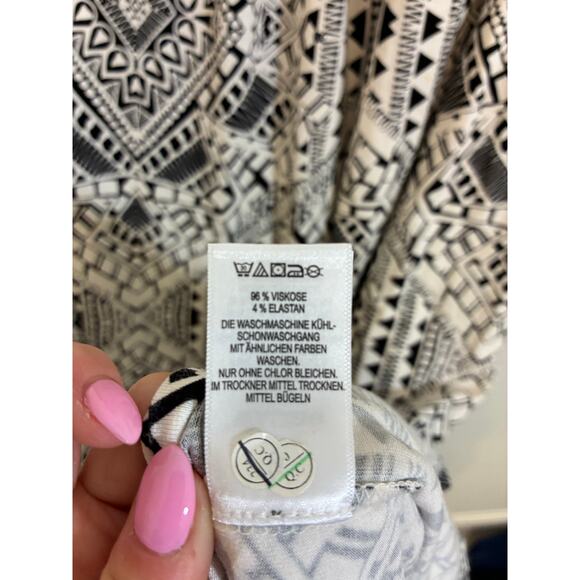 30
96 % VISKOSE
4 % ELASTAN
DIE WASCHMASCHINE KÜHL-
SCHONWASCHGANG
MIT ÄHNLICHEN FARBEN
WASCHEN.
NUR OHNE CHLOR BLEICHEN.
IM TROCKNER MITTEL TROCKNEN.
MITTEL BÜGELN
Q.C
J
Q.C